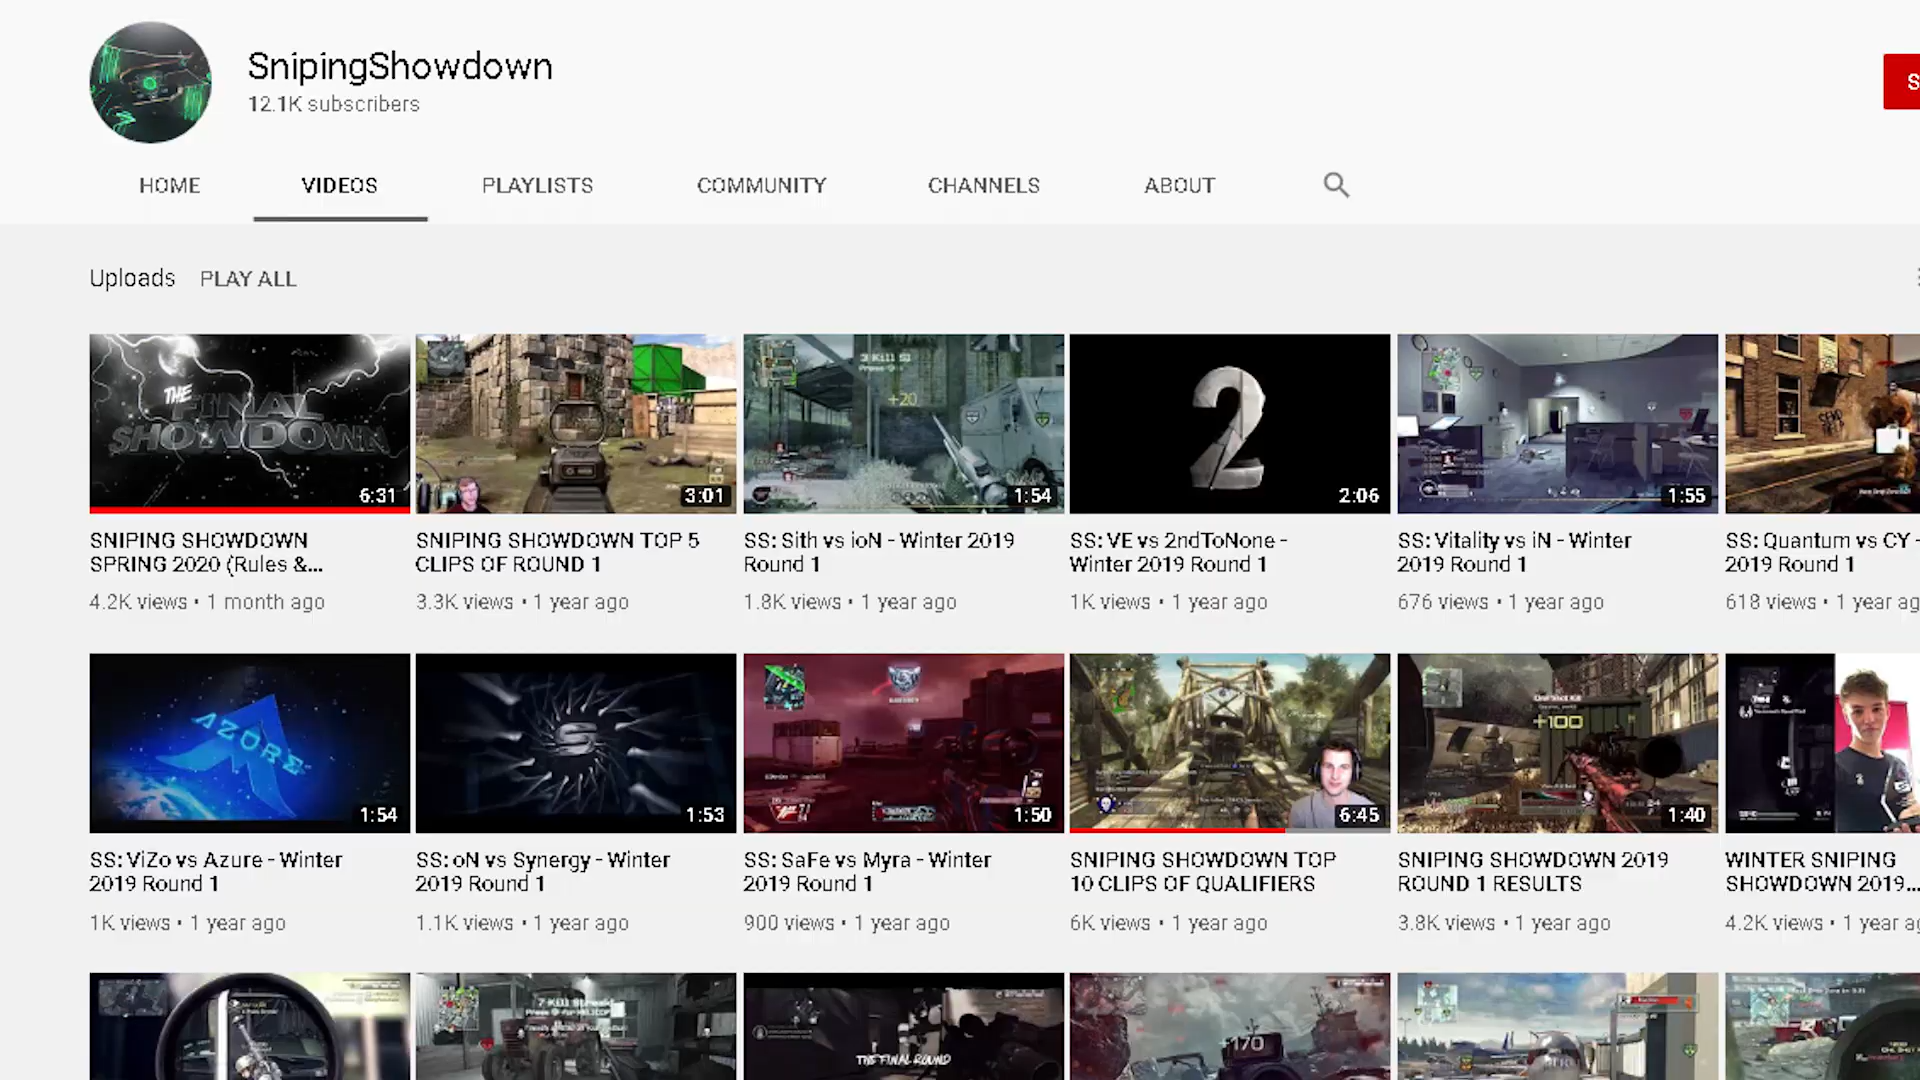 SnipingShowdown
12.1K subscribers
S
HOME VIDEOS PLAYLISTS COMMUNITY CHANNELS ABOUT
Uploads PLAY ALL
THE
FINAL
SHOWDOWN
6:31
3:01
+20
1:54
2
2:06
1:55
SNIPING SHOWDOWN
SPRING 2020 (Rules &...
4.2K views • 1 month ago
SNIPING SHOWDOWN TOP 5
CLIPS OF ROUND 1
3.3K views • 1 year ago
SS: Sith vs ioN - Winter 2019
Round 1
1.8K views • 1 year ago
SS: VE vs 2ndToNone -
Winter 2019 Round 1
1K views • 1 year ago
SS: Vitality vs iN - Winter
2019 Round 1
676 views • 1 year ago
SS: Quantum vs CY -
2019 Round 1
618 views • 1 year ag
AZURE
1:54
S
1:53
1:50
6:45
One Shot Kill
+100
1:40
SS: ViZo vs Azure - Winter
2019 Round 1
1K views • 1 year ago
SS: oN vs Synergy - Winter
2019 Round 1
1.1K views • 1 year ago
SS: SaFe vs Myra - Winter
2019 Round 1
900 views • 1 year ago
SNIPING SHOWDOWN TOP
10 CLIPS OF QUALIFIERS
6K views • 1 year ago
SNIPING SHOWDOWN 2019
ROUND 1 RESULTS
3.8K views • 1 year ago
WINTER SNIPING
SHOWDOWN 2019...
4.2K views • 1 year ag
7 Kill Streak!
THE FINAL ROUND
+170